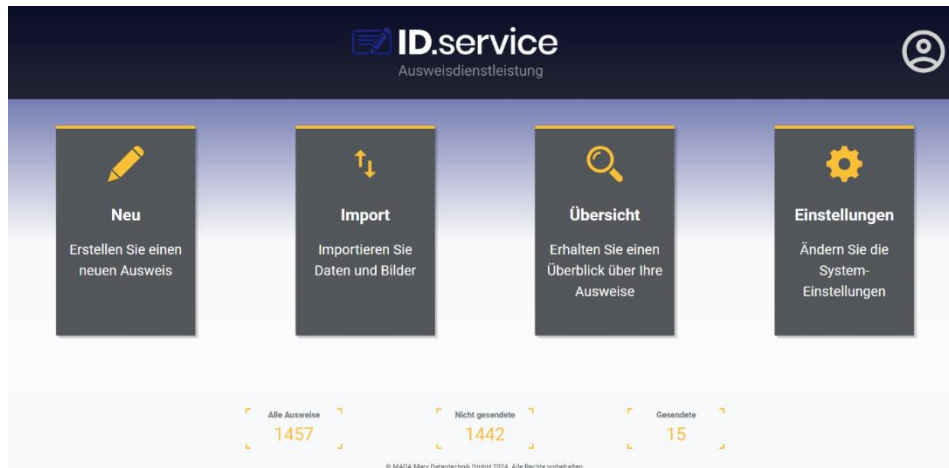 ID.service
Ausweisdienstleistung
Neu
Erstellen Sie einen
neuen Ausweis
Import
Importieren Sie
Daten und Bilder
Übersicht
Erhalten Sie einen
Überblick über Ihre
Ausweise
Einstellungen
Ändern Sie die
System-
Einstellungen
Alle Ausweise
1457
Nicht gesendete
1442
Gesendete
15
© MADA Marx Datentechnik GmbH 2024. Alle Rechte vorbehalten.